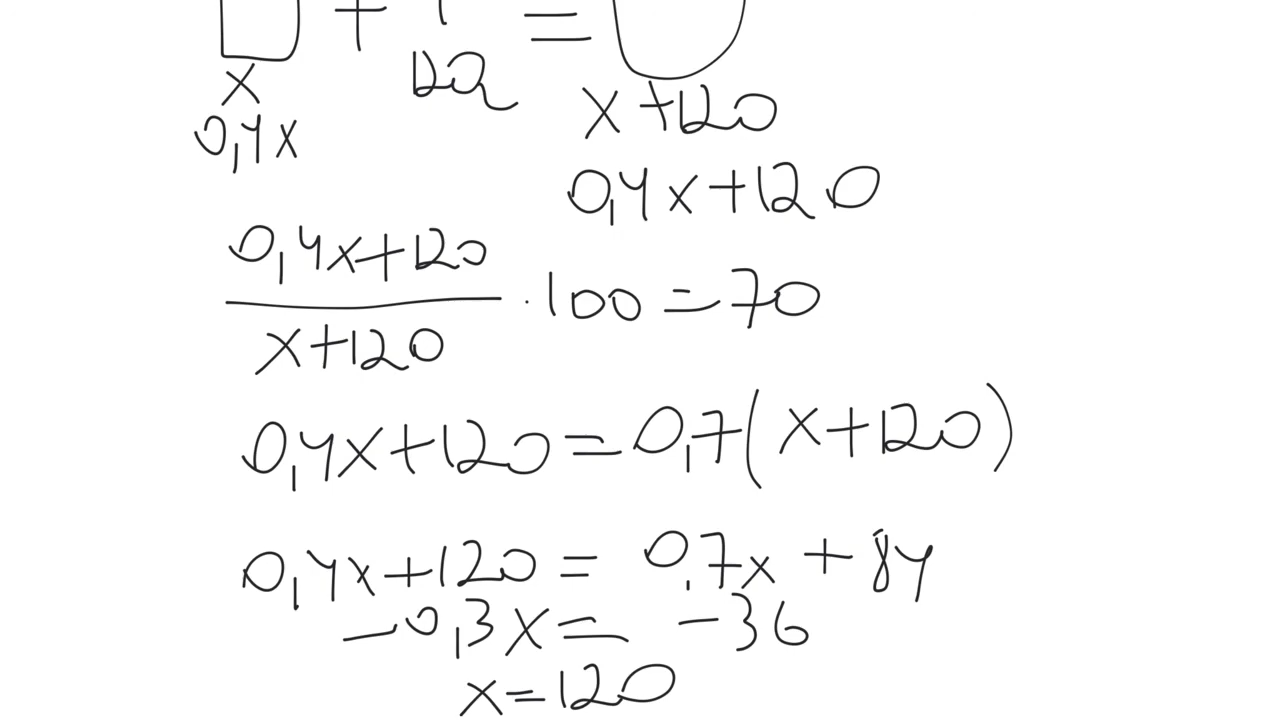 + =
x 120
0,4x x+120
0,4x+120
0,4x+120
x+120 · 100 = 70
0,4x+120=0,7(x+120)
0,4x+120= 0,7x + 84
-0,3x= -36
x=120